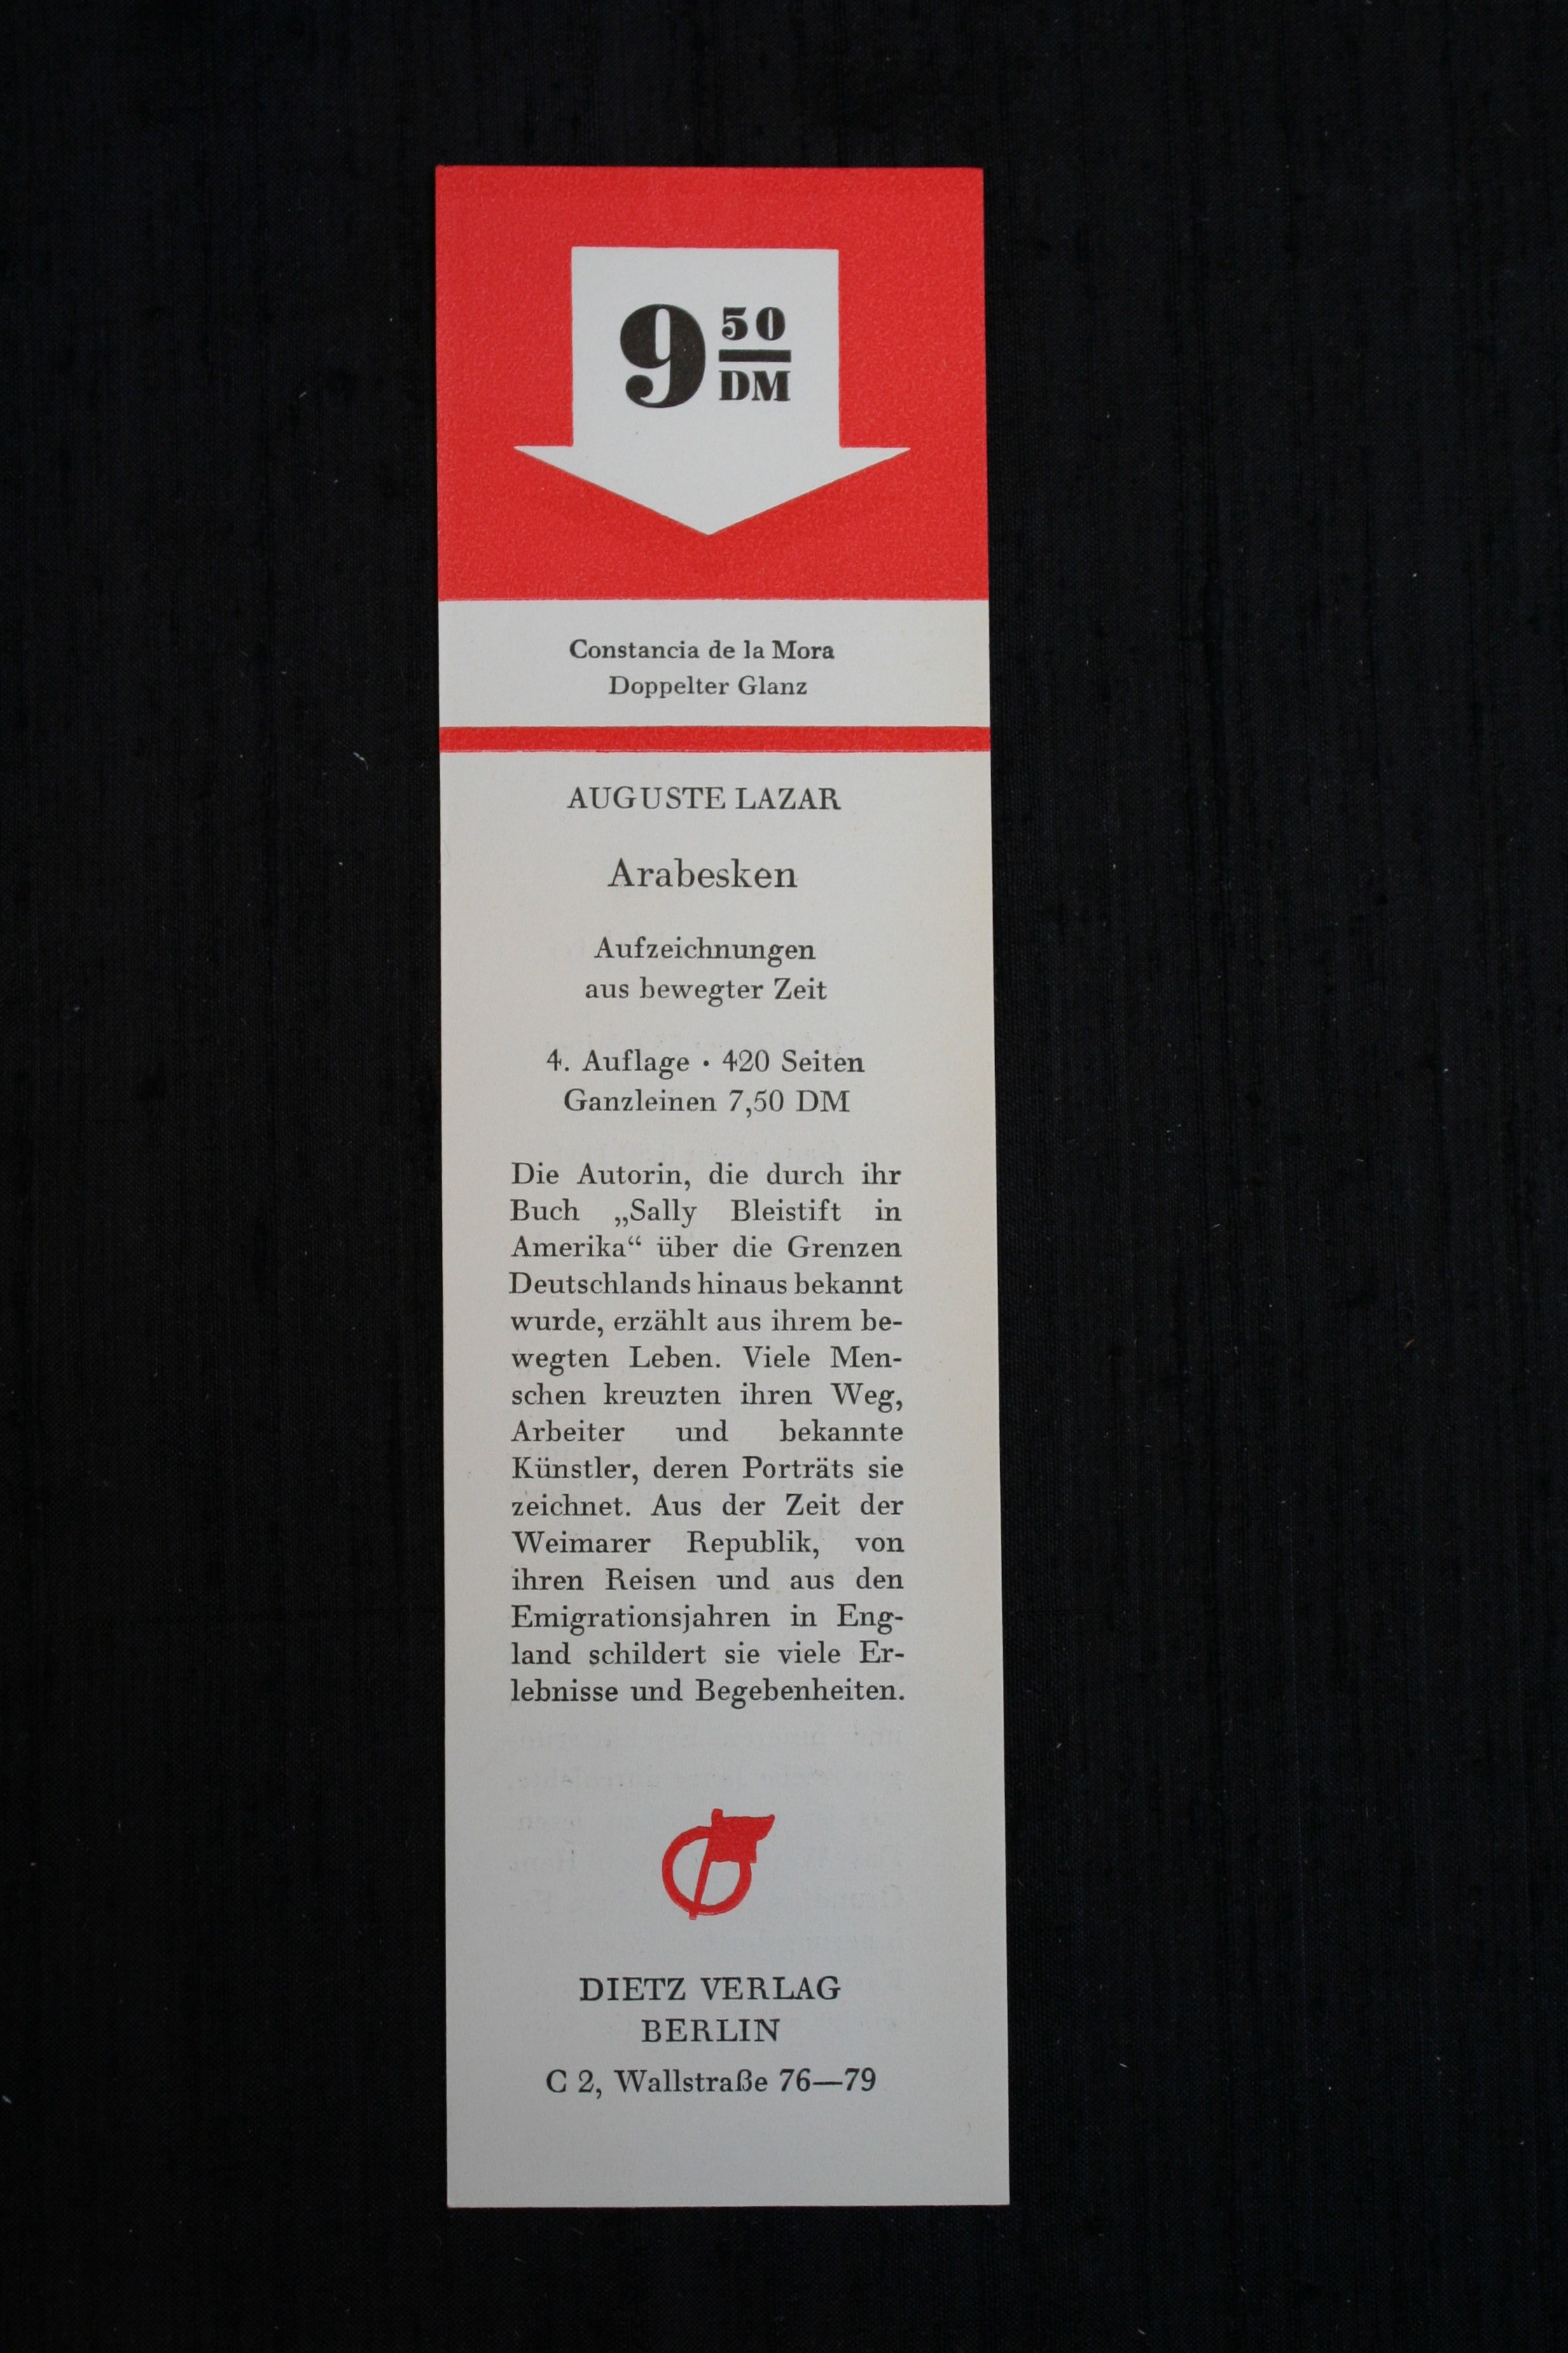 9 50
DM
Constancia de la Mora
Doppelter Glanz
AUGUSTE LAZAR
Arabesken
Aufzeichnungen
aus bewegter Zeit
4. Auflage · 420 Seiten
Ganzleinen 7,50 DM
Die Autorin, die durch ihr
Buch „Sally Bleistift in
Amerika“ über die Grenzen
Deutschlands hinaus bekannt
wurde, erzählt aus ihrem be-
wegten Leben. Viele Men-
schen kreuzten ihren Weg,
Arbeiter und bekannte
Künstler, deren Porträts sie
zeichnet. Aus der Zeit der
Weimarer Republik, von
ihren Reisen und aus den
Emigrationsjahren in Eng-
land schildert sie viele Er-
lebnisse und Begebenheiten.
DIETZ VERLAG
BERLIN
C 2, Wallstraße 76—79